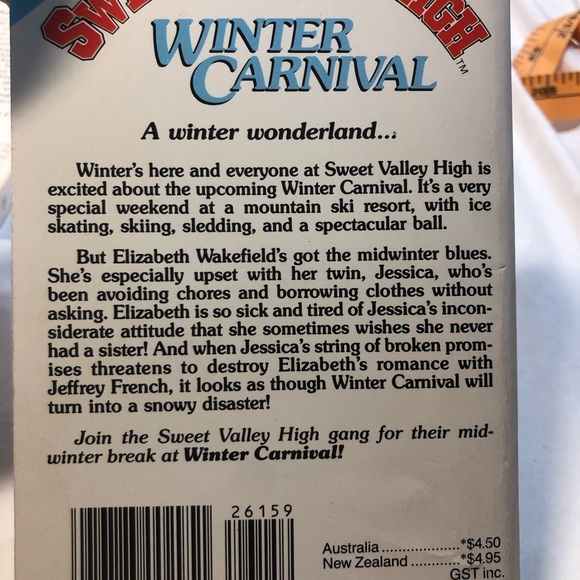 SWE IGH™
WINTER
CARNIVAL
A winter wonderland...
Winter's here and everyone at Sweet Valley High is
excited about the upcoming Winter Carnival. It's a very
special weekend at a mountain ski resort, with ice
skating, skiing, sledding, and a spectacular ball.
But Elizabeth Wakefield's got the midwinter blues.
She's especially upset with her twin, Jessica, who's
been avoiding chores and borrowing clothes without
asking. Elizabeth is so sick and tired of Jessica's incon-
siderate attitude that she sometimes wishes she never
had a sister! And when Jessica's string of broken prom-
ises threatens to destroy Elizabeth's romance with
Jeffrey French, it looks as though Winter Carnival will
turn into a snowy disaster!
Join the Sweet Valley High gang for their mid-
winter break at Winter Carnival!
26159
Australia ....................*$4.50
New Zealand ............*$4.95
GST inc.